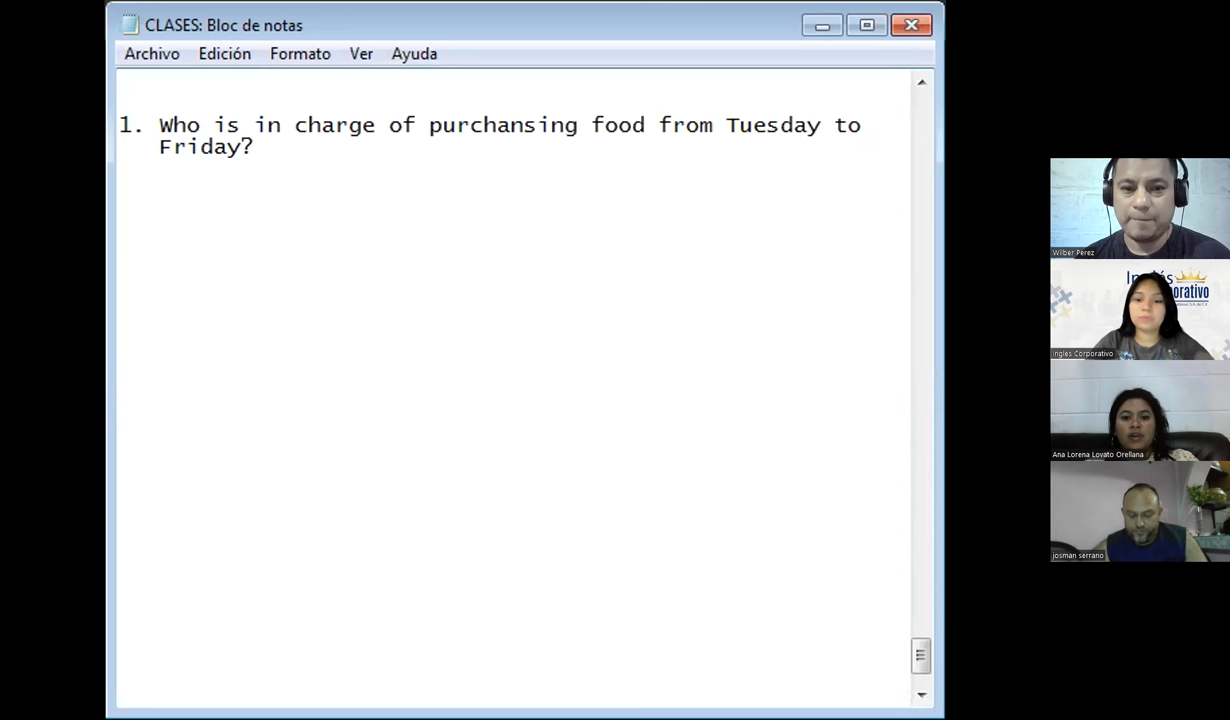 CLASES: Bloc de notas
Archivo Edición Formato Ver Ayuda
1. Who is in charge of purchansing food from Tuesday to
Friday?
Wilber Perez
Ingles Corporativo
Ana Lorena Lovato Orellana
josman serrano